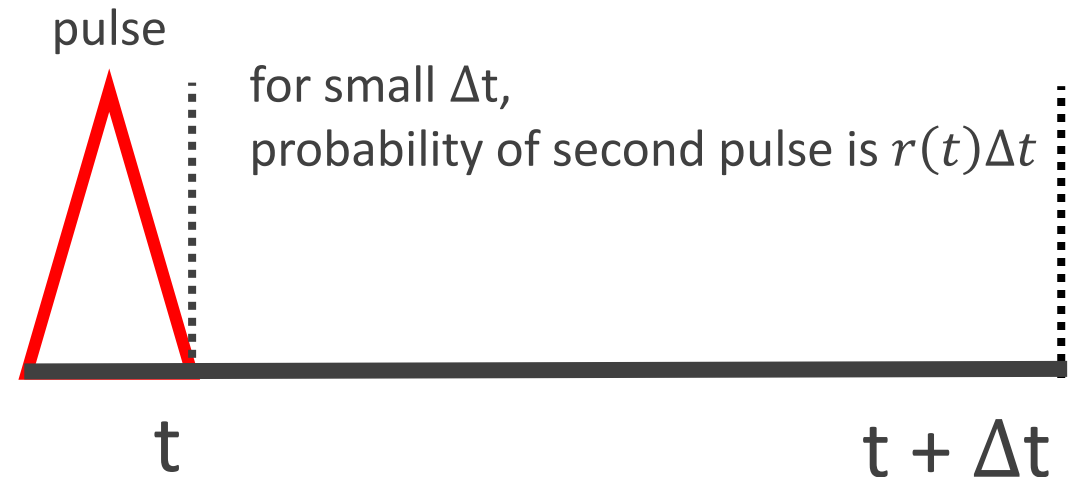 pulse
for small Δt,
probability of second pulse is r(t)Δt
t
t + Δt